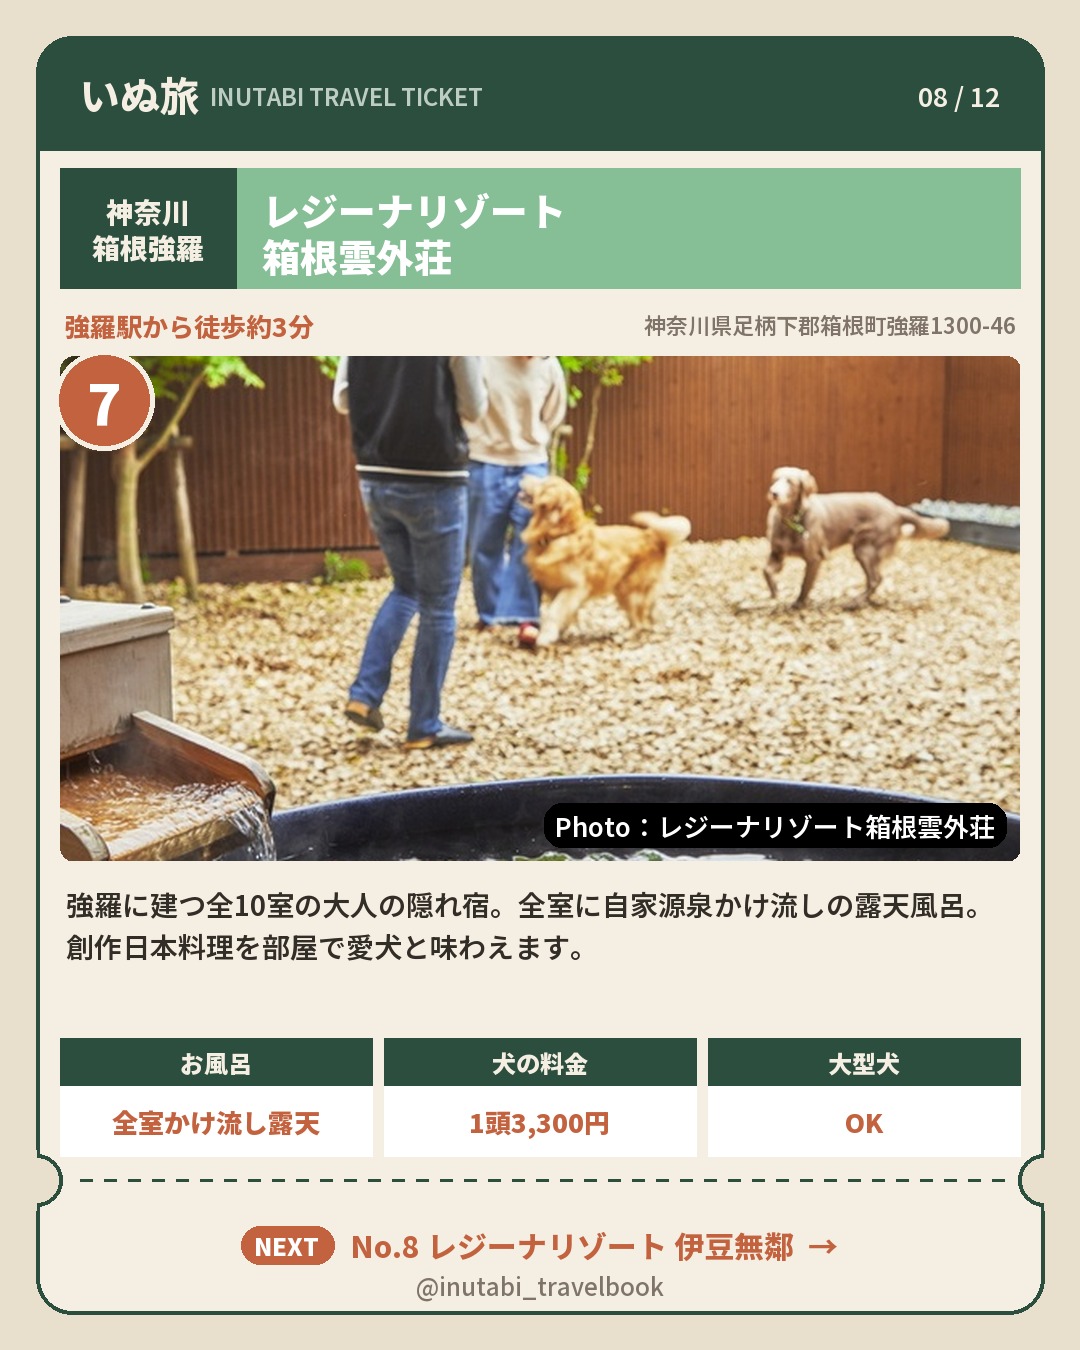 いぬ旅 INUTABI TRAVEL TICKET
08 / 12
神奈川
箱根強羅
レジーナリゾート
箱根雲外荘
強羅駅から徒歩約3分
神奈川県足柄下郡箱根町強羅1300-46
7
Photo：レジーナリゾート箱根雲外荘
強羅に建つ全10室の大人の隠れ宿。全室に自家源泉かけ流しの露天風呂。
創作日本料理を部屋で愛犬と味わえます。
お風呂
全室かけ流し露天
犬の料金
1頭3,300円
大型犬
OK
NEXT No.8 レジーナリゾート 伊豆無鄰 →
@inutabi_travelbook